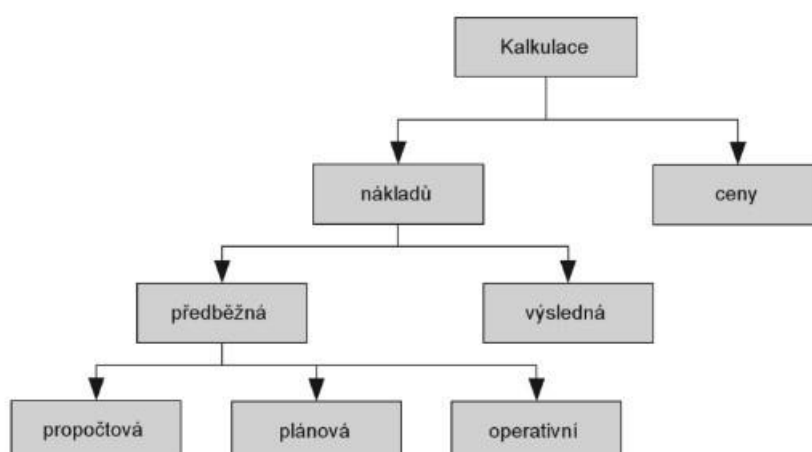 Kalkulace
nákladů
ceny
předběžná
výsledná
propočtová
plánová
operativní